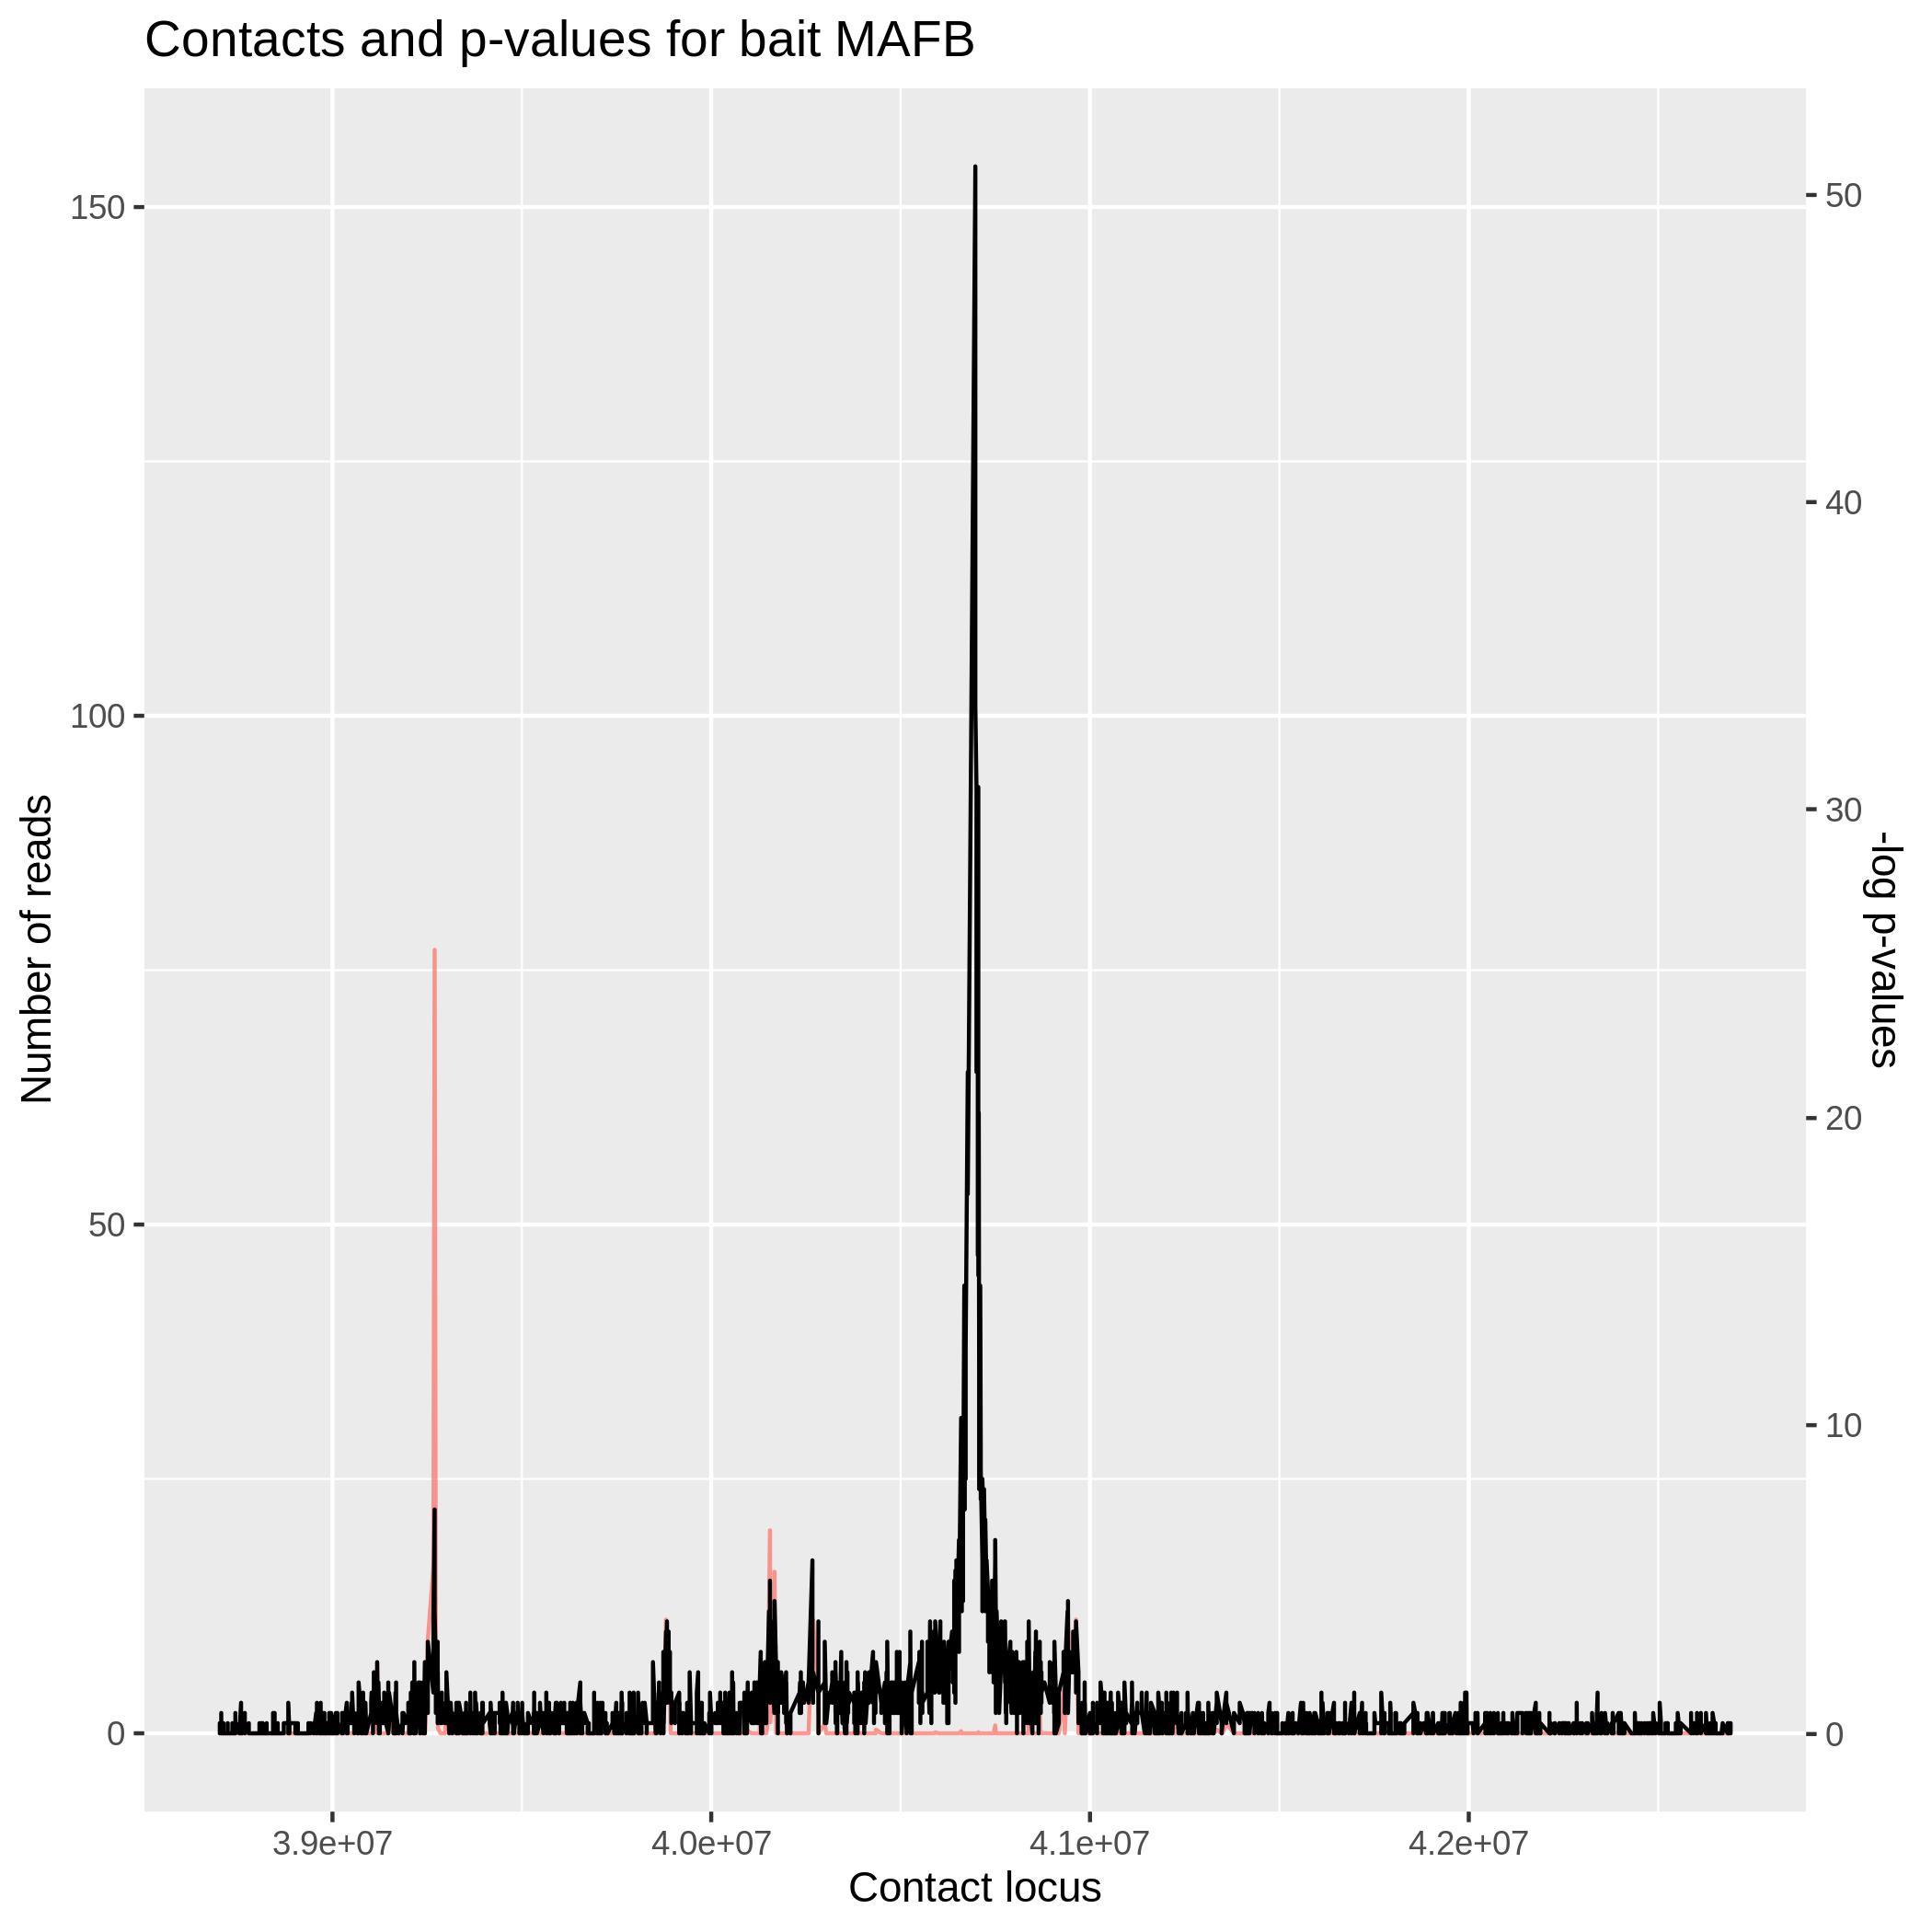 Contacts and p-values for bait MAFB
150
100
50
0
Number of reads
50
40
30
20
10
0
-log p-values
3.9e+07
4.0e+07
4.1e+07
4.2e+07
Contact locus